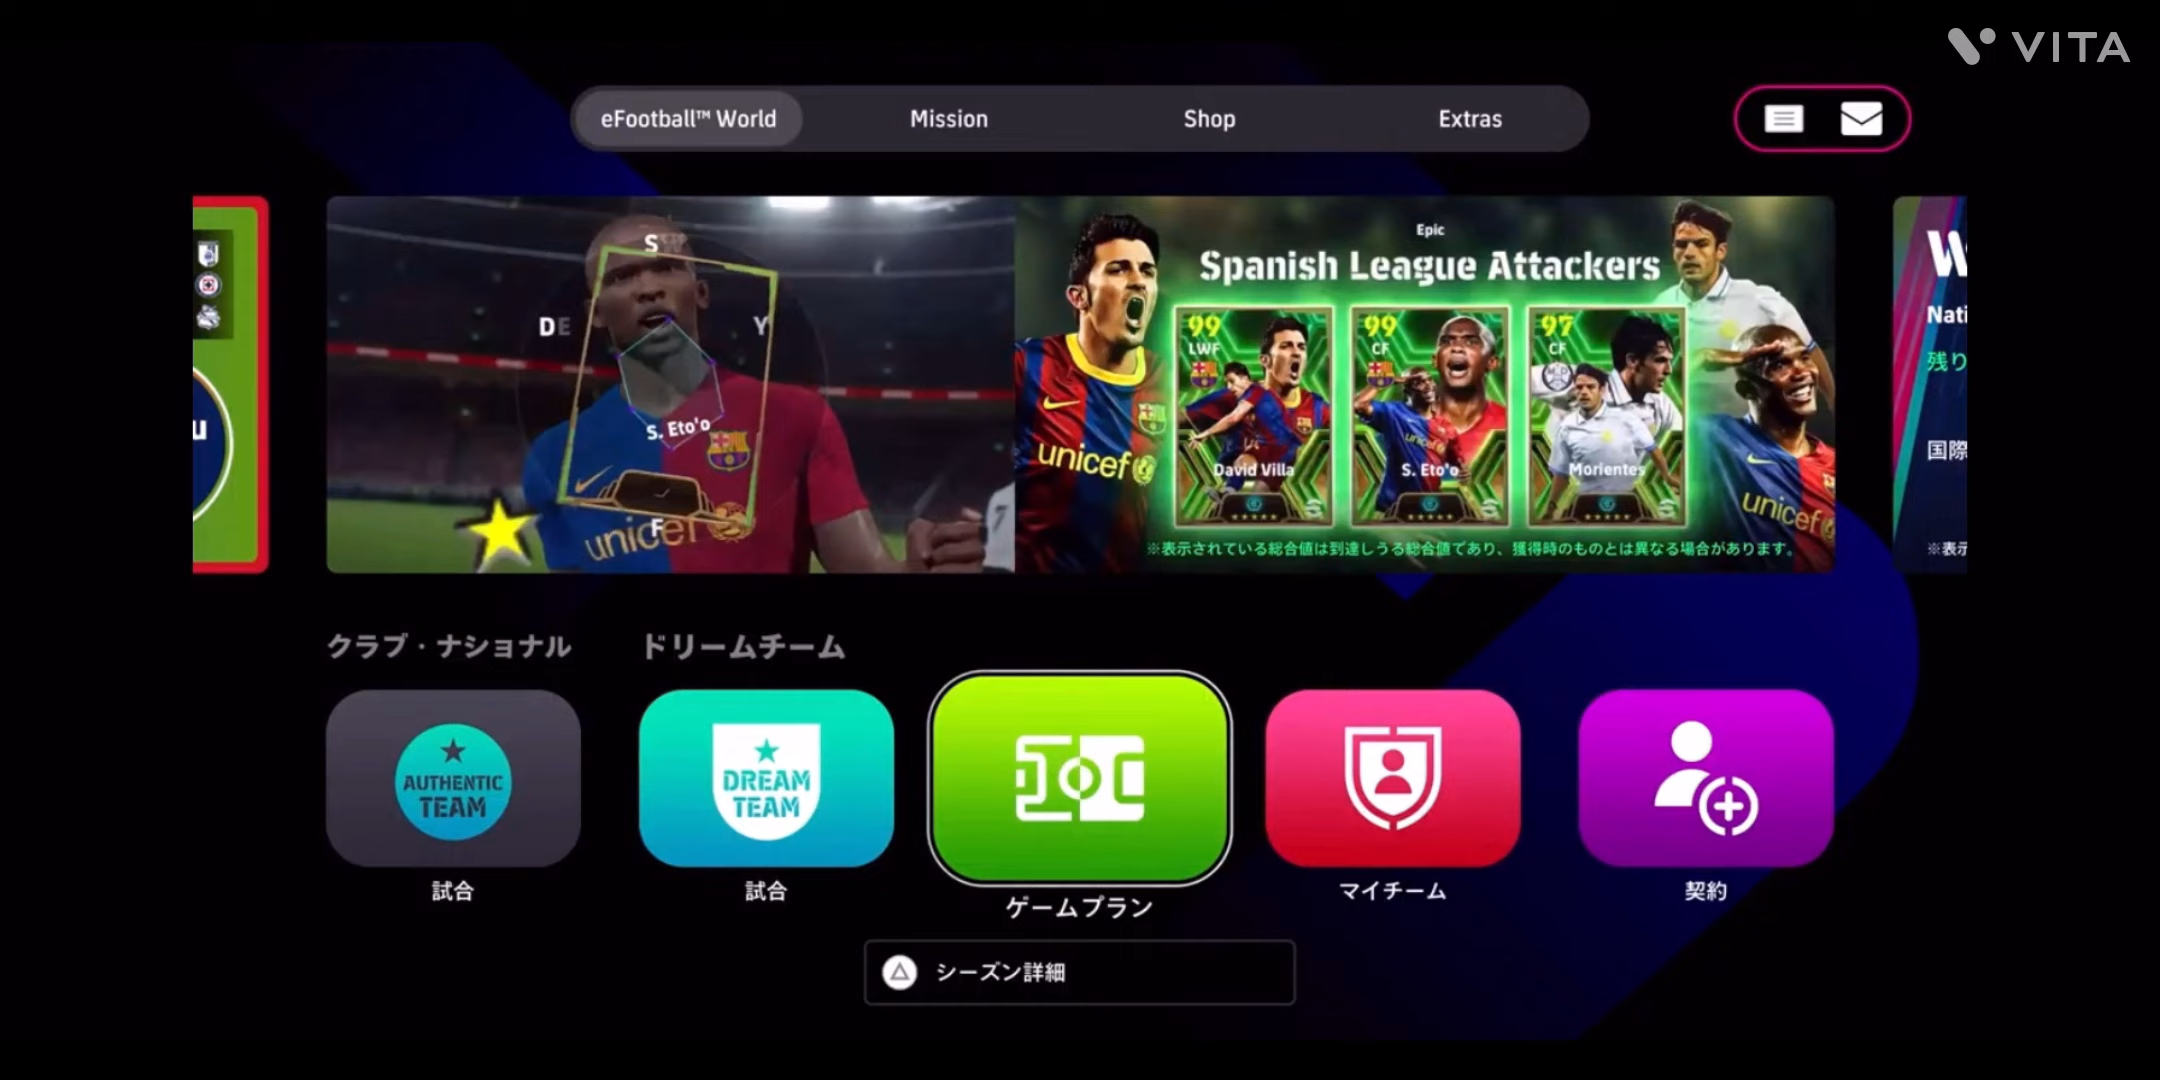 VITA
eFootball™ World
Mission
Shop
Extras
S
DE
Y
S. Eto'o
F
unicef
Epic
Spanish League Attackers
99
LWF
David Villa
99
CF
S. Eto'o
97
CF
Morientes
unicef
unicef
※表示されている総合値は到達しうる総合値であり、獲得時のものとは異なる場合があります。
u
W
Nati
残り
国際
※表示
クラブ・ナショナル
ドリームチーム
AUTHENTIC
TEAM
DREAM
TEAM
試合
試合
ゲームプラン
マイチーム
契約
シーズン詳細